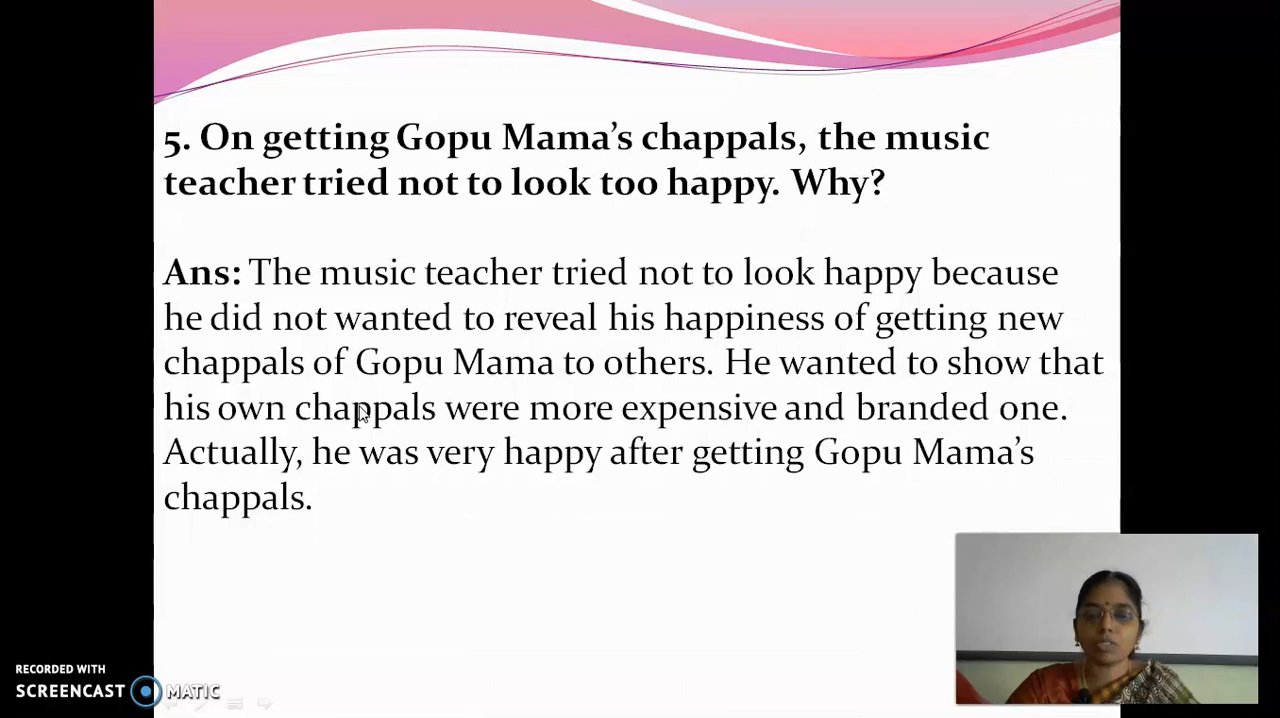 5. On getting Gopu Mama’s chappals, the music
teacher tried not to look too happy. Why?
Ans: The music teacher tried not to look happy because
he did not wanted to reveal his happiness of getting new
chappals of Gopu Mama to others. He wanted to show that
his own chappals were more expensive and branded one.
Actually, he was very happy after getting Gopu Mama’s
chappals.
RECORDED WITH
SCREENCAST MATIC